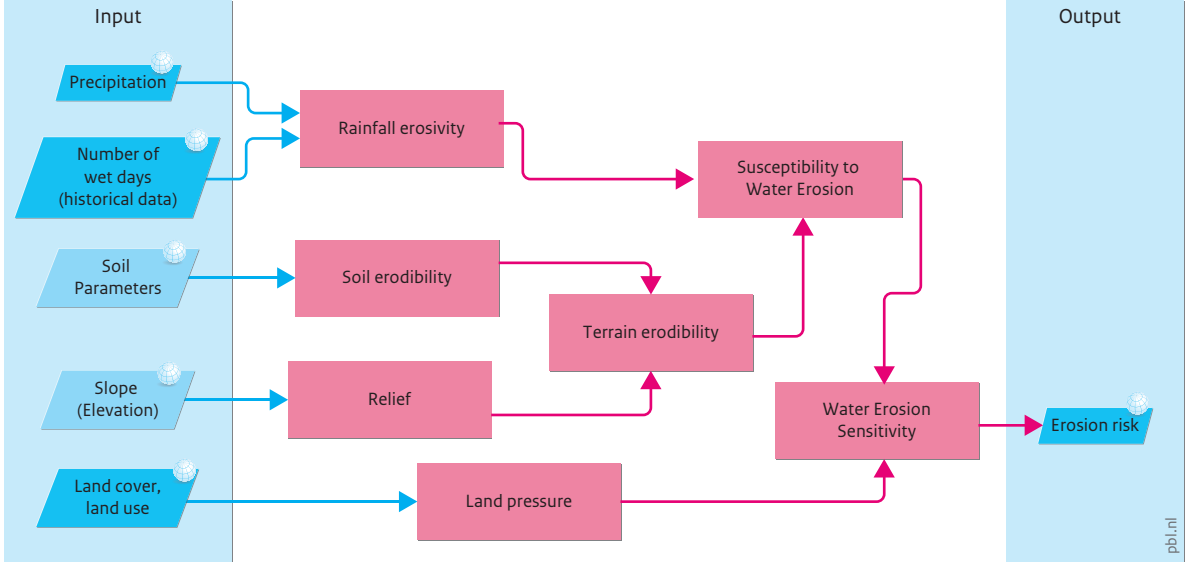 Input
Output
Precipitation
Number of
wet days
(historical data)
Rainfall erosivity
Susceptibility to
Water Erosion
Soil
Parameters
Soil erodibility
Terrain erodibility
Slope
(Elevation)
Relief
Water Erosion
Sensitivity
Erosion risk
Land cover,
land use
Land pressure
pbl.nl